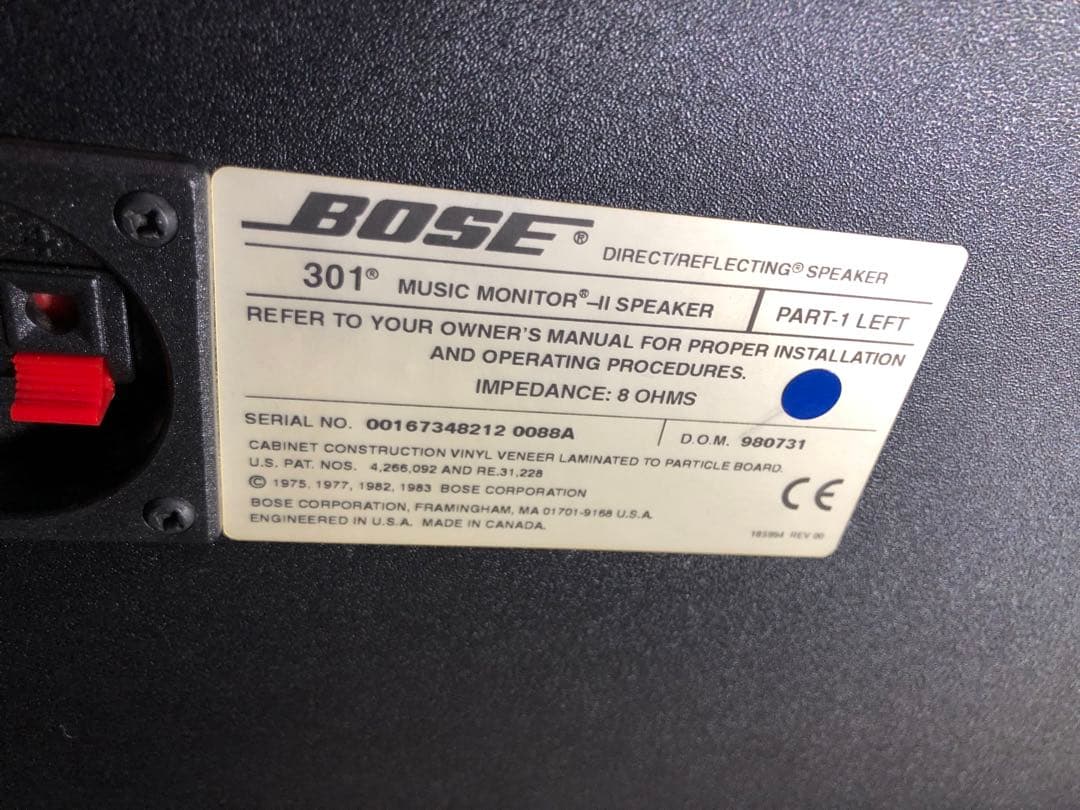 BOSE®
DIRECT/REFLECTING® SPEAKER
301® MUSIC MONITOR®–II SPEAKER
PART-1 LEFT
REFER TO YOUR OWNER'S MANUAL FOR PROPER INSTALLATION
AND OPERATING PROCEDURES.
IMPEDANCE: 8 OHMS
SERIAL NO. 00167348212 0088A
D.O.M. 980731
CABINET CONSTRUCTION VINYL VENEER LAMINATED TO PARTICLE BOARD.
U.S. PAT. NOS. 4,266,092 AND RE.31,228
© 1975, 1977, 1982, 1983 BOSE CORPORATION
BOSE CORPORATION, FRAMINGHAM, MA 01701-9168 U.S.A.
ENGINEERED IN U.S.A. MADE IN CANADA.
CE
REV 00